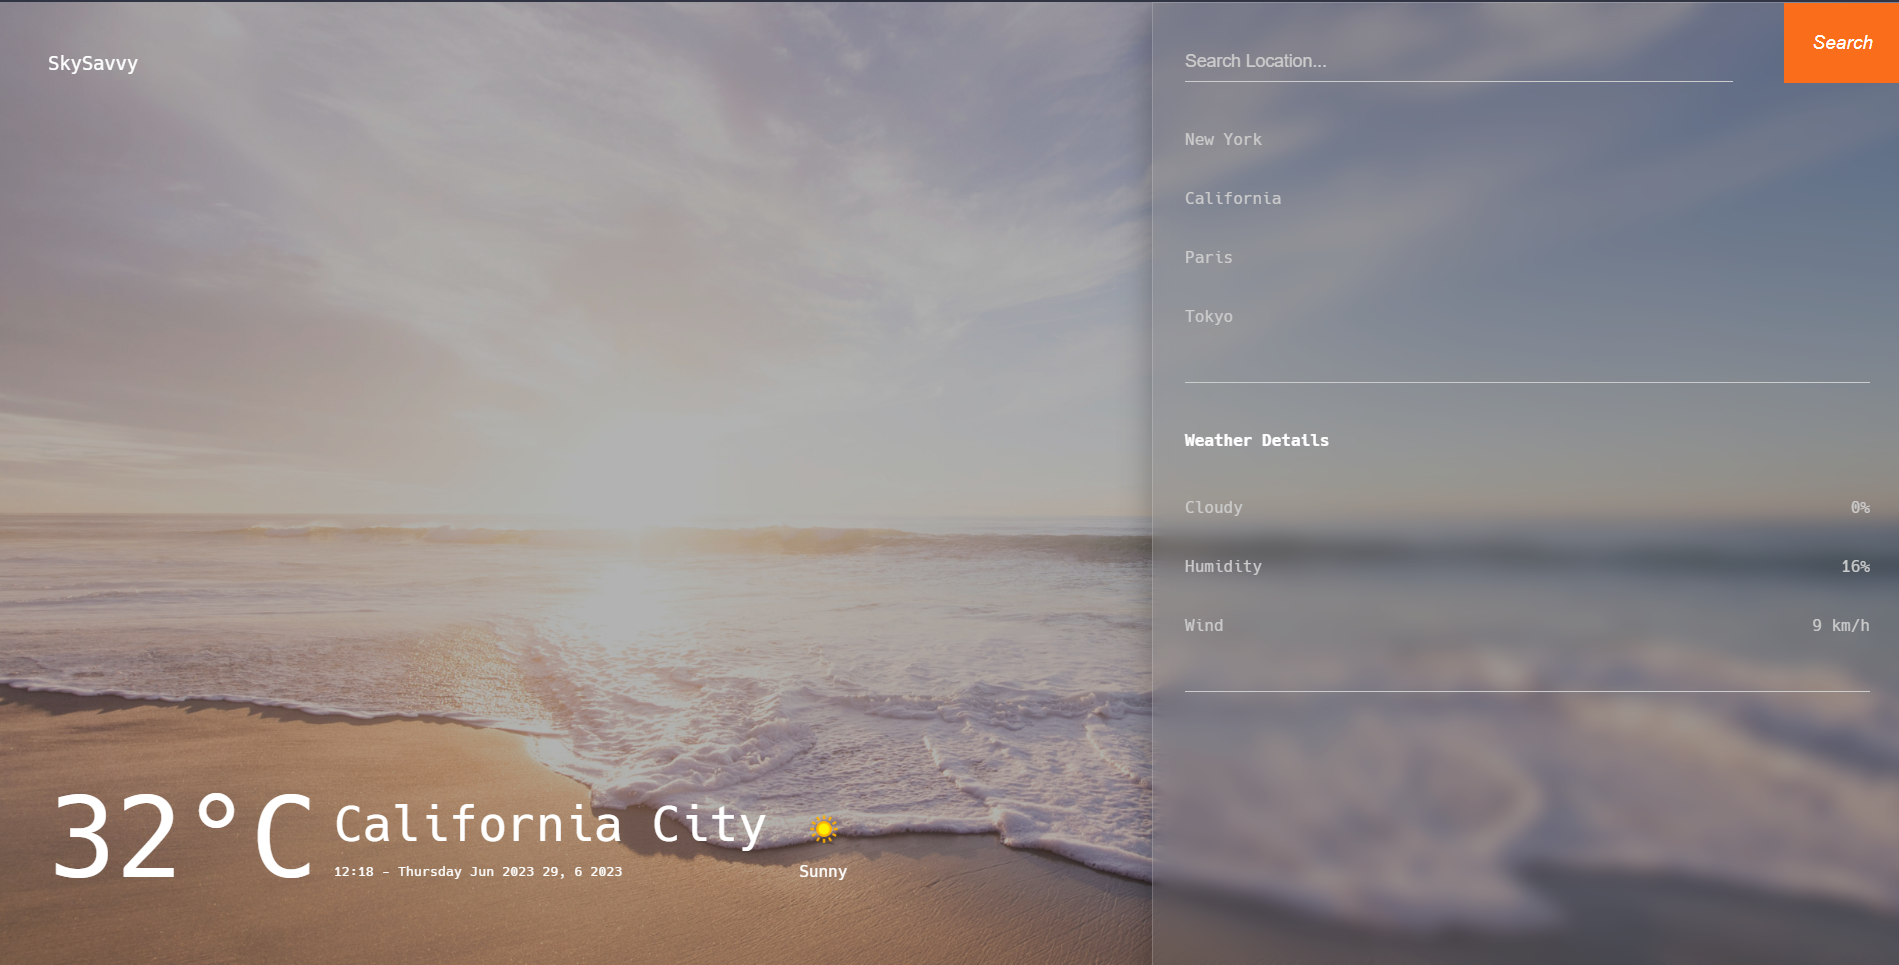 SkySavvy
32°C
California City
12:18 - Thursday Jun 2023 29, 6 2023
Sunny
Search Location...
Search
New York
California
Paris
Tokyo
Weather Details
Cloudy 0%
Humidity 16%
Wind 9 km/h